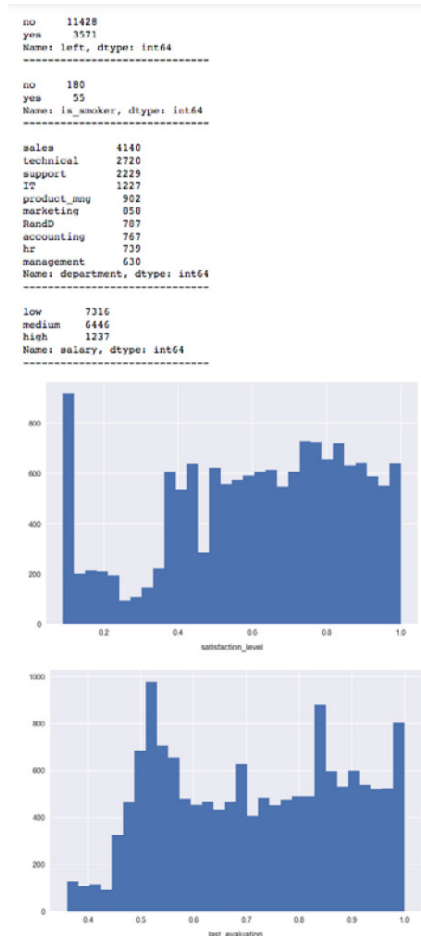 no 11428
yes 3571
Name: left, dtype: int64
------------------------------
no 180
yes 55
Name: is_smoker, dtype: int64
------------------------------
sales 4140
technical 2720
support 2229
IT 1227
product_mng 902
marketing 858
RandD 787
accounting 767
hr 739
management 630
Name: department, dtype: int64
------------------------------
low 7316
medium 6446
high 1237
Name: salary, dtype: int64
------------------------------
800
600
400
200
0
0.2 0.4 0.6 0.8 1.0
satisfaction_level
1000
800
600
400
200
0
0.4 0.5 0.6 0.7 0.8 0.9 1.0
last_evaluation